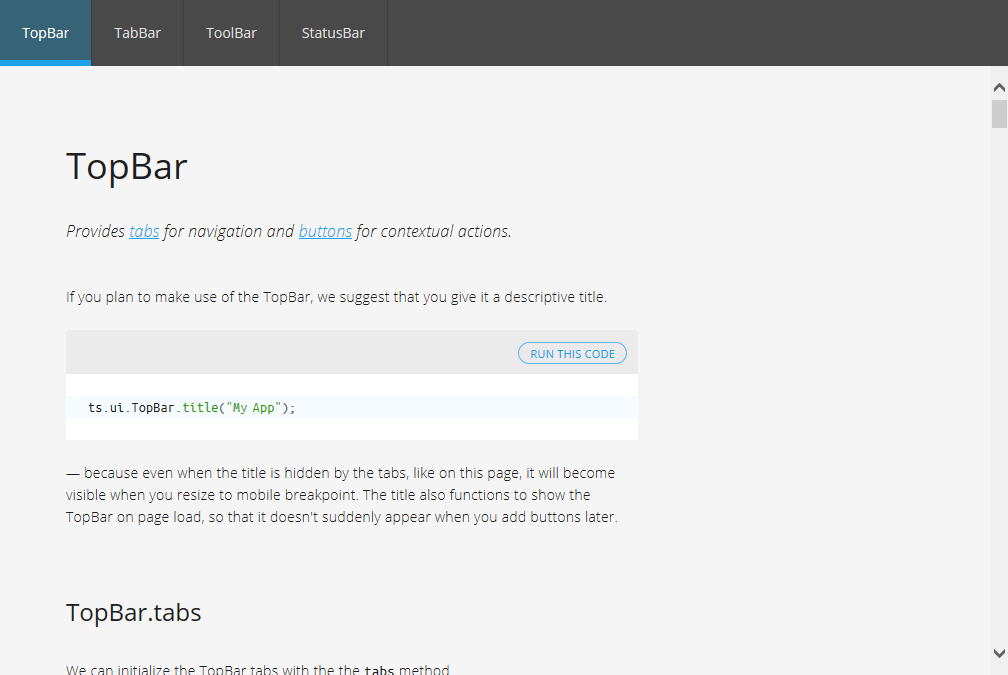 TopBar TabBar ToolBar StatusBar
TopBar
Provides tabs for navigation and buttons for contextual actions.
If you plan to make use of the TopBar, we suggest that you give it a descriptive title.
RUN THIS CODE
ts.ui.TopBar.title("My App");
— because even when the title is hidden by the tabs, like on this page, it will become
visible when you resize to mobile breakpoint. The title also functions to show the
TopBar on page load, so that it doesn't suddenly appear when you add buttons later.
TopBar.tabs
We can initialize the TopBar tabs with the the tabs method